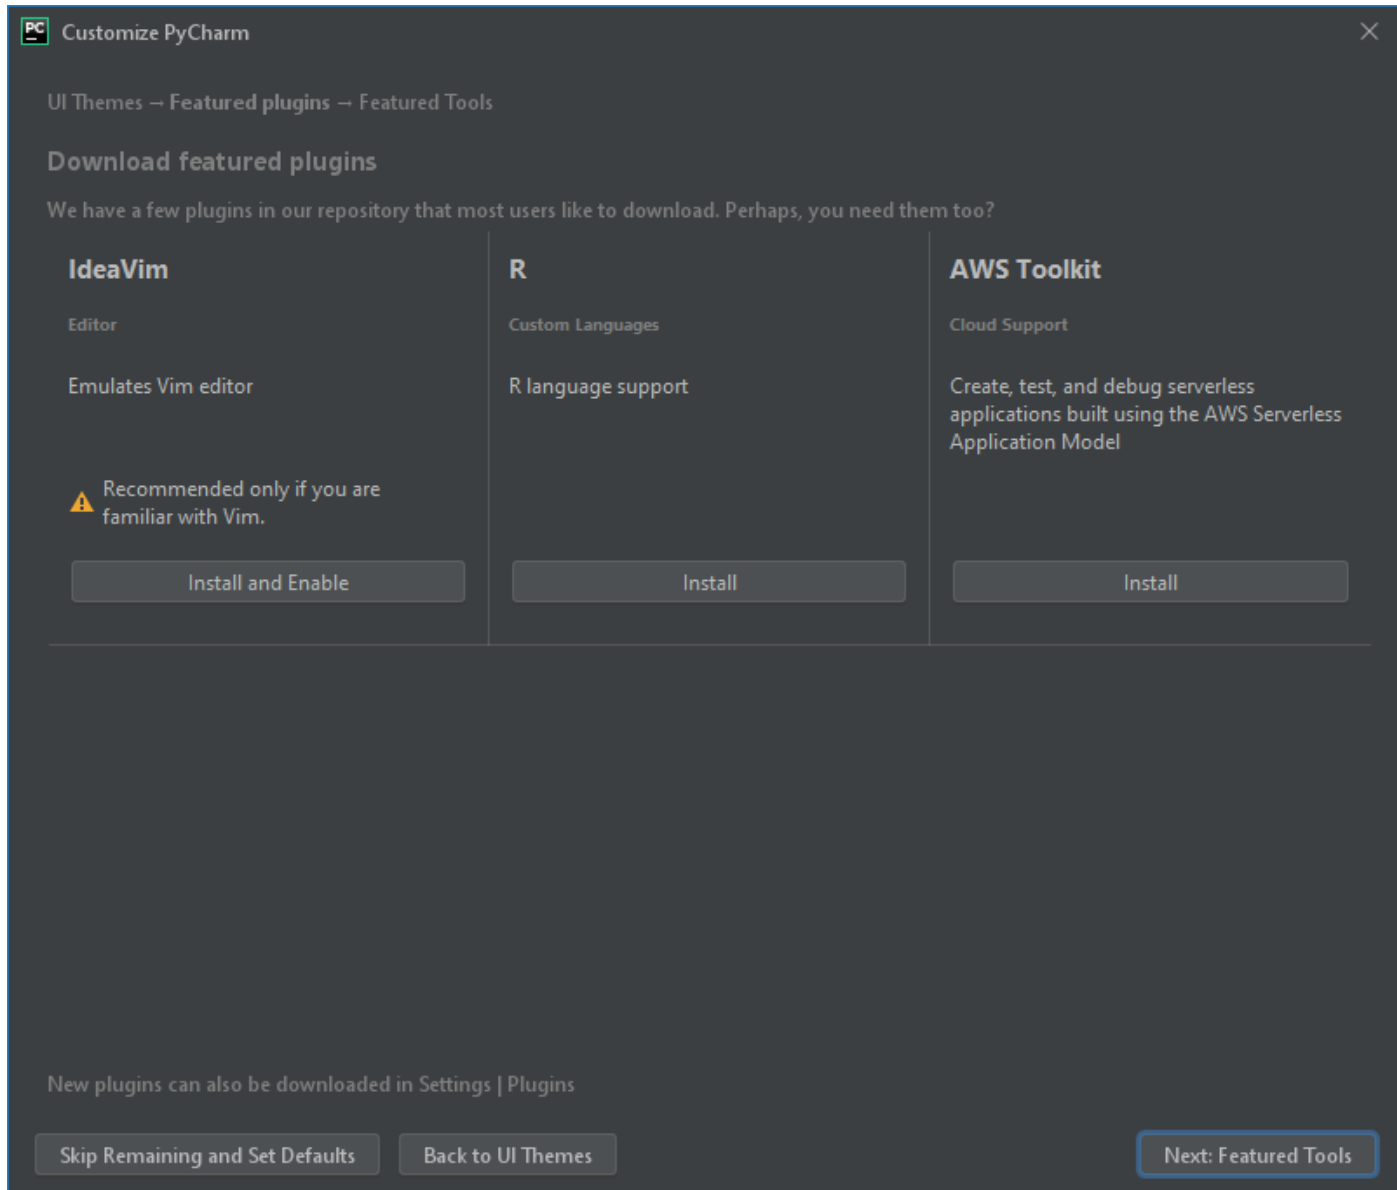 PC Customize PyCharm
UI Themes → Featured plugins → Featured Tools
Download featured plugins
We have a few plugins in our repository that most users like to download. Perhaps, you need them too?
IdeaVim
Editor
Emulates Vim editor
Recommended only if you are
familiar with Vim.
Install and Enable
R
Custom Languages
R language support
Install
AWS Toolkit
Cloud Support
Create, test, and debug serverless
applications built using the AWS Serverless
Application Model
Install
New plugins can also be downloaded in Settings | Plugins
Skip Remaining and Set Defaults
Back to UI Themes
Next: Featured Tools